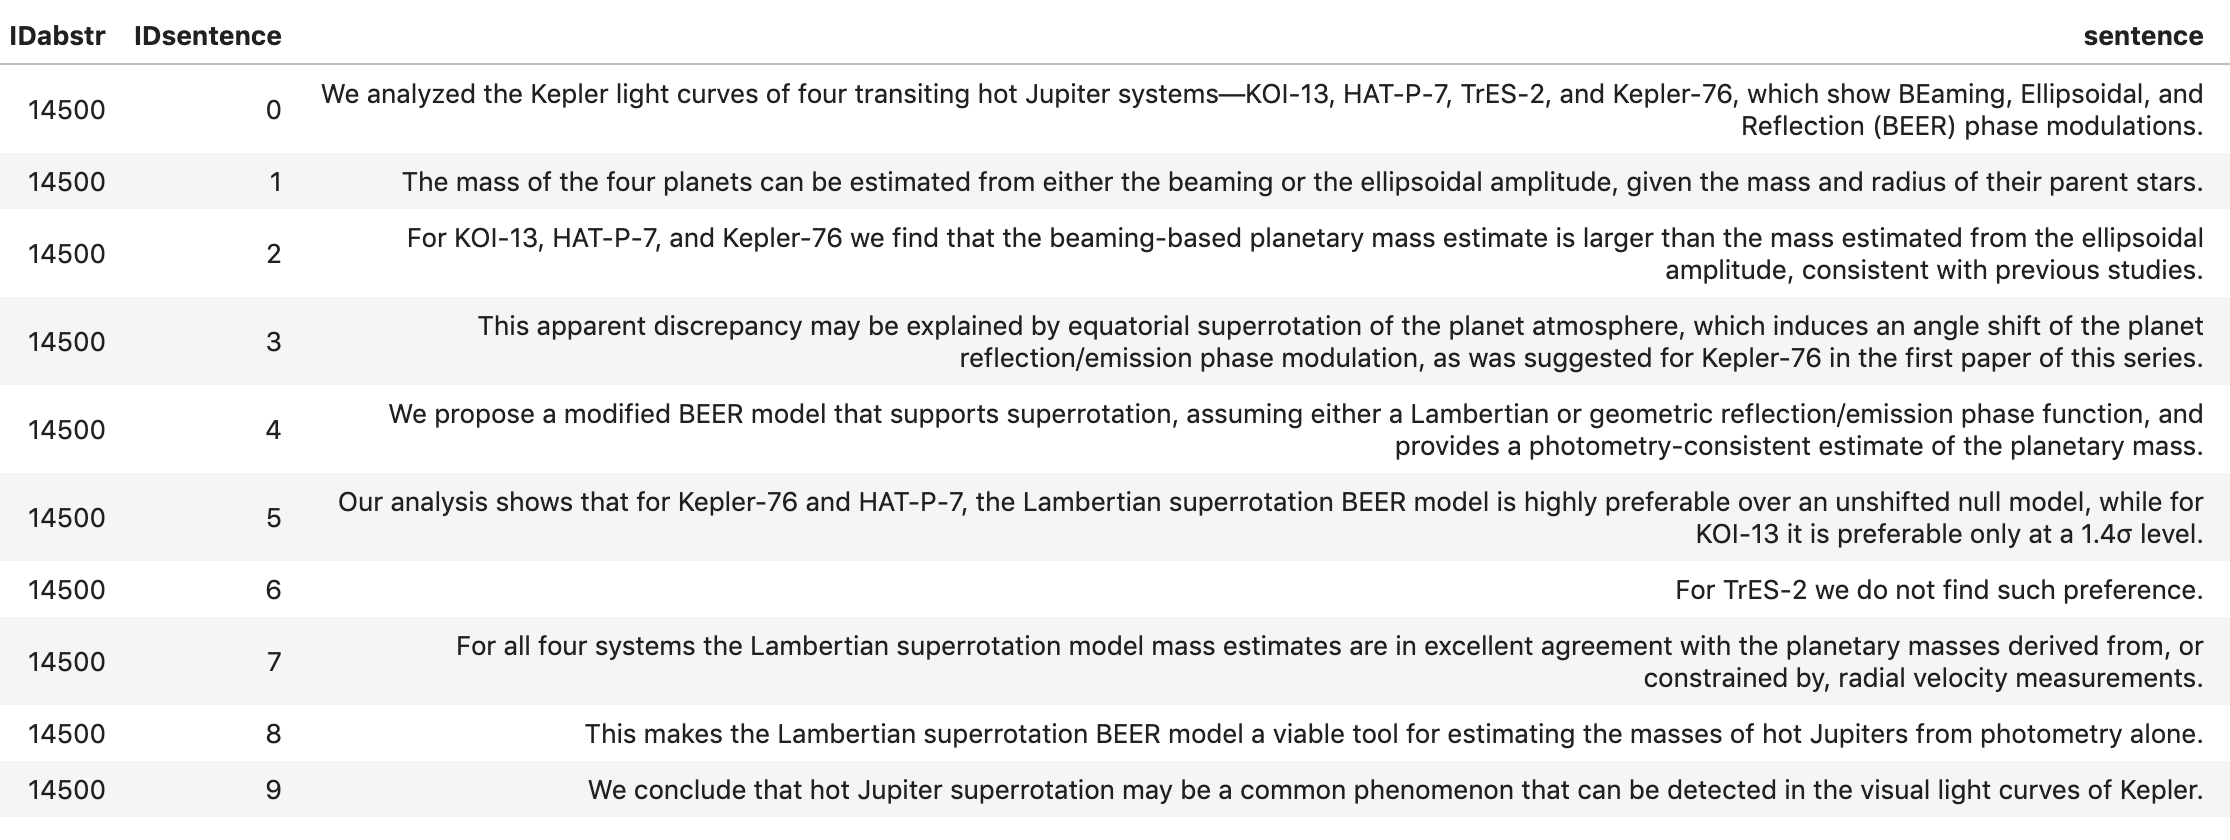 IDabstr IDsentence sentence
14500 0 We analyzed the Kepler light curves of four transiting hot Jupiter systems—KOI-13, HAT-P-7, TrES-2, and Kepler-76, which show BEaming, Ellipsoidal, and
Reflection (BEER) phase modulations.
14500 1 The mass of the four planets can be estimated from either the beaming or the ellipsoidal amplitude, given the mass and radius of their parent stars.
14500 2 For KOI-13, HAT-P-7, and Kepler-76 we find that the beaming-based planetary mass estimate is larger than the mass estimated from the ellipsoidal
amplitude, consistent with previous studies.
14500 3 This apparent discrepancy may be explained by equatorial superrotation of the planet atmosphere, which induces an angle shift of the planet
reflection/emission phase modulation, as was suggested for Kepler-76 in the first paper of this series.
14500 4 We propose a modified BEER model that supports superrotation, assuming either a Lambertian or geometric reflection/emission phase function, and
provides a photometry-consistent estimate of the planetary mass.
14500 5 Our analysis shows that for Kepler-76 and HAT-P-7, the Lambertian superrotation BEER model is highly preferable over an unshifted null model, while for
KOI-13 it is preferable only at a 1.4σ level.
14500 6 For TrES-2 we do not find such preference.
14500 7 For all four systems the Lambertian superrotation model mass estimates are in excellent agreement with the planetary masses derived from, or
constrained by, radial velocity measurements.
14500 8 This makes the Lambertian superrotation BEER model a viable tool for estimating the masses of hot Jupiters from photometry alone.
14500 9 We conclude that hot Jupiter superrotation may be a common phenomenon that can be detected in the visual light curves of Kepler.